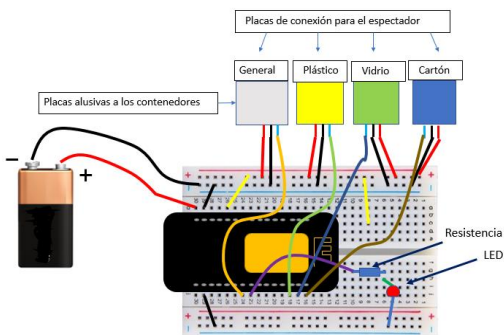 Placas de conexión para el espectador
General
Plástico
Vidrio
Cartón
Placas alusivas a los contenedores
Resistencia
LED